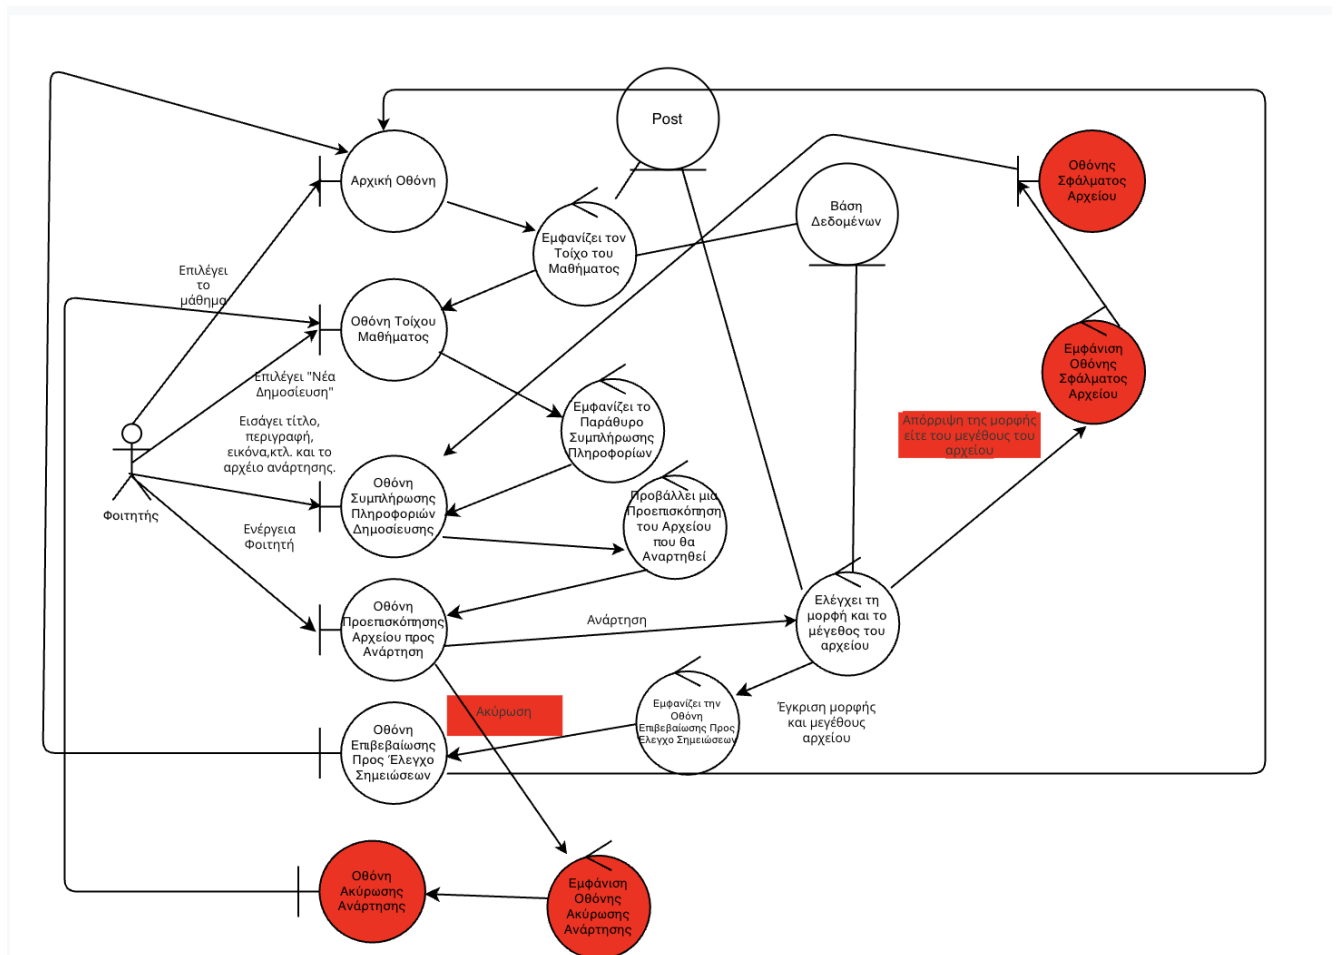 Post
Αρχική Οθόνη
Οθόνης
Σφάλματος
Αρχείου
Βάση
Δεδομένων
Εμφανίζει τον
Τοίχο του
Μαθήματος
Επιλέγει
το
μάθημα
Οθόνη Τοίχου
Μαθήματος
Εμφάνιση
Οθόνης
Σφάλματος
Αρχείου
Επιλέγει "Νέα
Δημοσίευση"
Εμφανίζει το
Παράθυρο
Συμπλήρωσης
Πληροφορίων
Εισάγει τίτλο,
περιγραφή,
εικόνα,κτλ. και το
αρχέιο ανάρτησης.
Απόρριψη της μορφής
είτε του μεγέθους του
αρχείου
Φοιτητής
Οθόνη
Συμπλήρωσης
Πληροφοριών
Δημοσίευσης
Προβάλλει μια
Προεπισκόπηση
του Αρχείου
που θα
Αναρτηθεί
Ενέργεια
Φοιτητή
Οθόνη
Προεπισκόπησης
Αρχείου προς
Ανάρτηση
Ανάρτηση
Ελέγχει τη
μορφή και το
μέγεθος του
αρχείου
Ακύρωση
Εμφανίζει την
Οθόνη
Επιβεβαίωσης Προς
Έλεγχο Σημειώσεων
Έγκριση μορφής
και μεγέθους
αρχείου
Οθόνη
Επιβεβαίωσης
Προς Έλεγχο
Σημειώσεων
Οθόνη
Ακύρωσης
Ανάρτησης
Εμφάνιση
Οθόνης
Ακύρωσης
Ανάρτησης